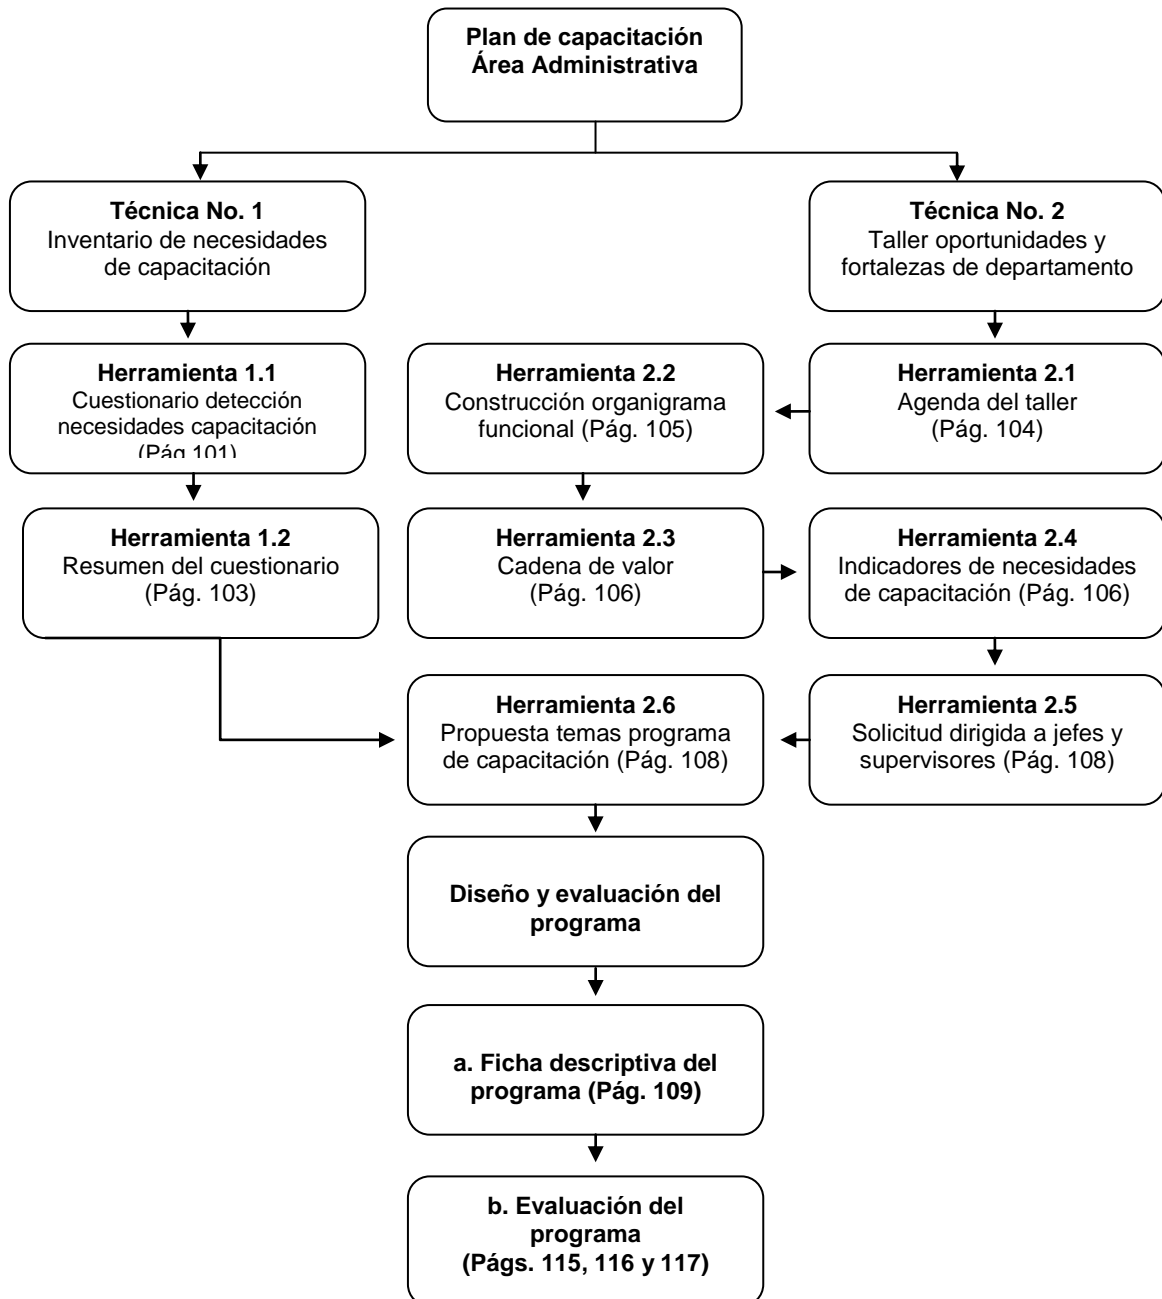 Plan de capacitación
Área Administrativa
Técnica No. 1
Inventario de necesidades
de capacitación
Técnica No. 2
Taller oportunidades y
fortalezas de departamento
Herramienta 1.1
Cuestionario detección
necesidades capacitación
(Pág 101)
Herramienta 2.2
Construcción organigrama
funcional (Pág. 105)
Herramienta 2.1
Agenda del taller
(Pág. 104)
Herramienta 1.2
Resumen del cuestionario
(Pág. 103)
Herramienta 2.3
Cadena de valor
(Pág. 106)
Herramienta 2.4
Indicadores de necesidades
de capacitación (Pág. 106)
Herramienta 2.6
Propuesta temas programa
de capacitación (Pág. 108)
Herramienta 2.5
Solicitud dirigida a jefes y
supervisores (Pág. 108)
Diseño y evaluación del
programa
a. Ficha descriptiva del
programa (Pág. 109)
b. Evaluación del
programa
(Págs. 115, 116 y 117)